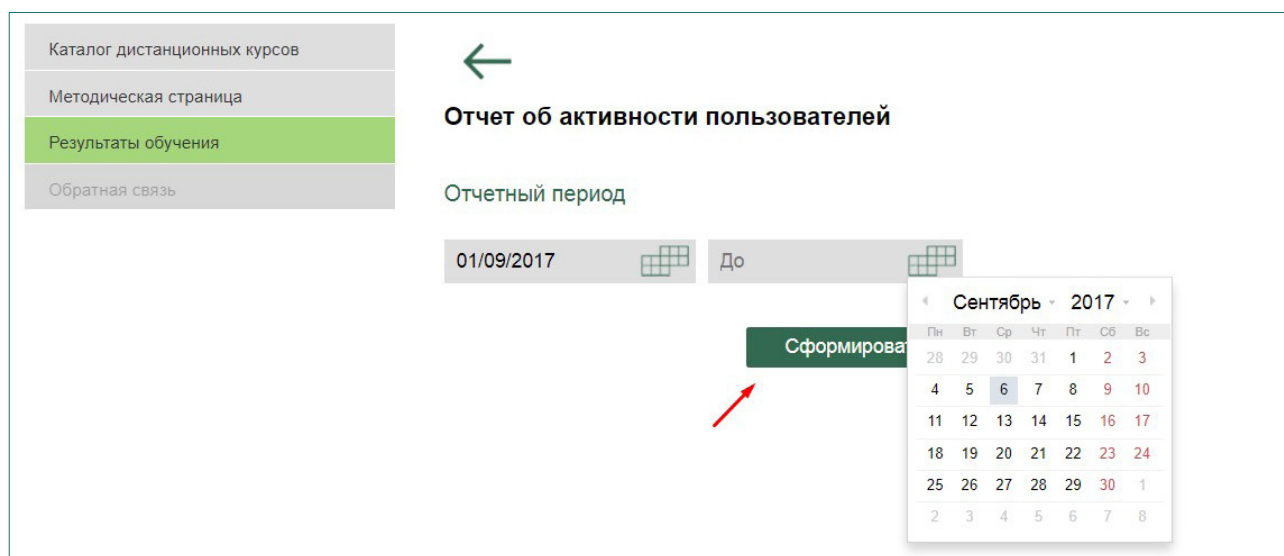 Каталог дистанционных курсов
Методическая страница
Результаты обучения
Обратная связь
Отчет об активности пользователей
Отчетный период
01/09/2017
До
Сформироват
Сентябрь 2017
Пн Вт Ср Чт Пт Сб Вс
28 29 30 31 1 2 3
4 5 6 7 8 9 10
11 12 13 14 15 16 17
18 19 20 21 22 23 24
25 26 27 28 29 30 1
2 3 4 5 6 7 8